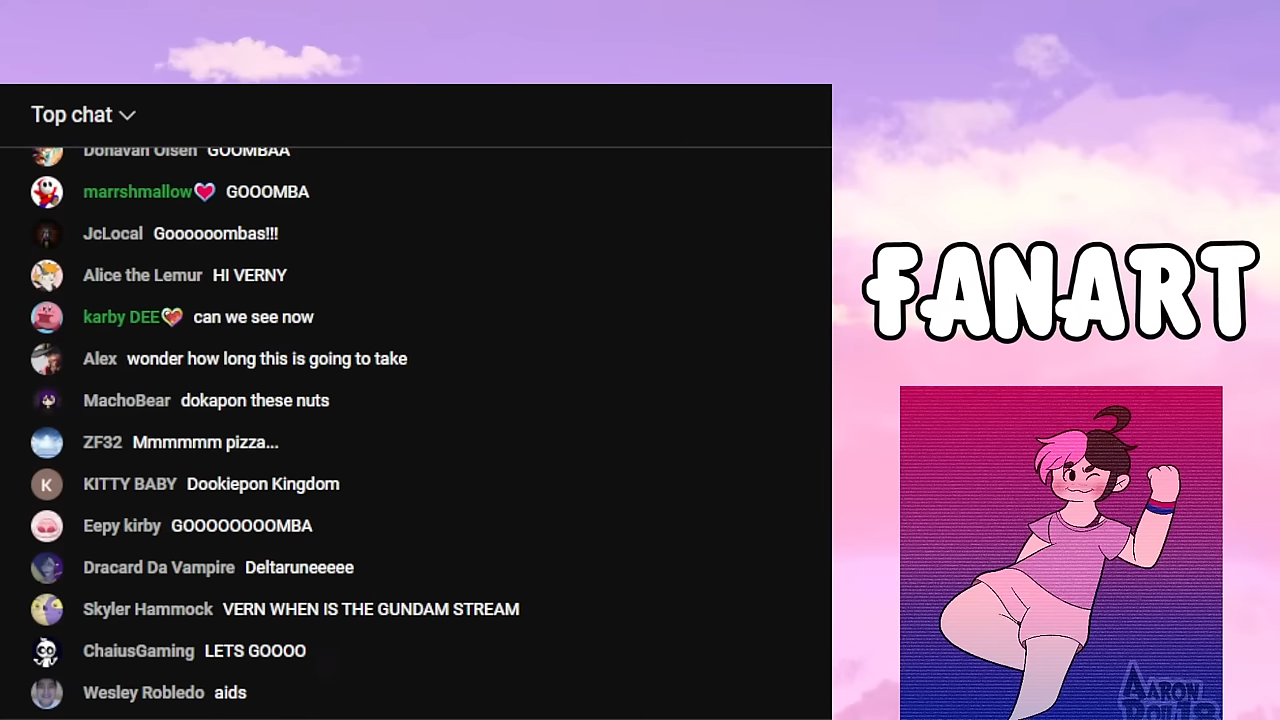 Top chat
Donavan Olsen GOOMBAA
marrshmallow GOOOMBA
JcLocal Goooooombas!!!
Alice the Lemur HI VERNY
karby DEE can we see now
Alex wonder how long this is going to take
MachoBear dokapon these nuts
ZF32 Mmmmmm pizza...
K KITTY BABY Dookiepon Kingdom
Eepy kirby GOOOOOOOOMBA
Dracard Da Vampire Deltaruneeeee
Skyler Hammock VERN WHEN IS THE GUNDAM STREAM
ChaiusGaming LETS GOOOO
Wesley Robledo aids
FANART
AARON